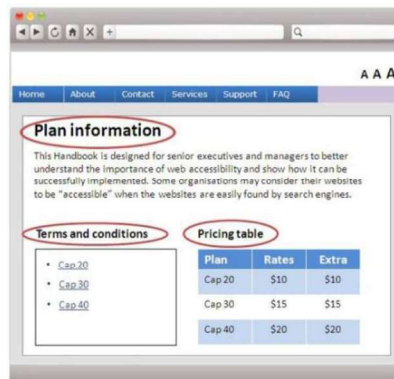 A A A
Home About Contact Services Support FAQ
Plan information
This Handbook is designed for senior executives and managers to better
understand the importance of web accessibility and show how it can be
successfully implemented. Some organisations may consider their websites
to be "accessible" when the websites are easily found by search engines.
Terms and conditions
• Cap 20
• Cap 30
• Cap 40
Pricing table
Plan Rates Extra
Cap 20 $10 $10
Cap 30 $15 $15
Cap 40 $20 $20